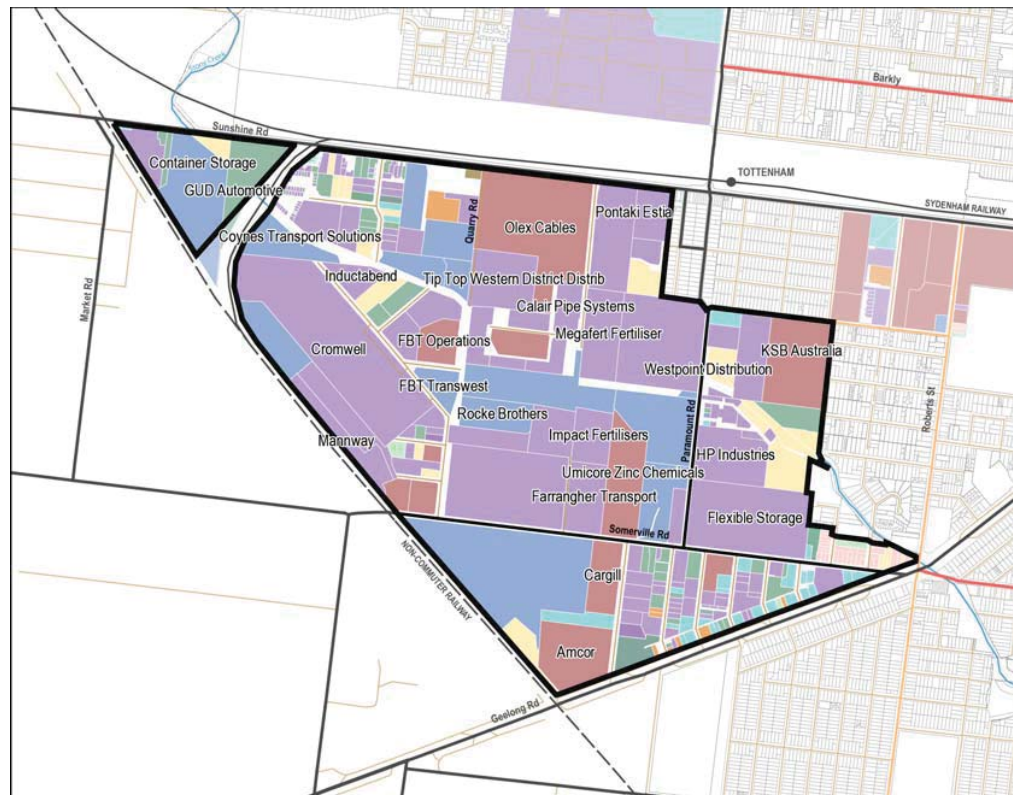 Stony Creek
Barkly
Sunshine Rd
Container Storage
TOTTENHAM
GUD Automotive
SYDENHAM RAILWAY
Pontaki Estia
Quarry Rd
Olex Cables
Coynes Transport Solutions
Inductabend
Tip Top Western District Distrib
Market Rd
Calair Pipe Systems
Megafert Fertiliser
FBT Operations
Cromwell
KSB Australia
Westpoint Distribution
FBT Transwest
Roberts St
Rocke Brothers
Paramount Rd
Impact Fertilisers
Mannway
HP Industries
Umicore Zinc Chemicals
Farrangher Transport
Flexible Storage
Somerville Rd
NON-COMMUTER RAILWAY
Cargill
Amcor
Geelong Rd